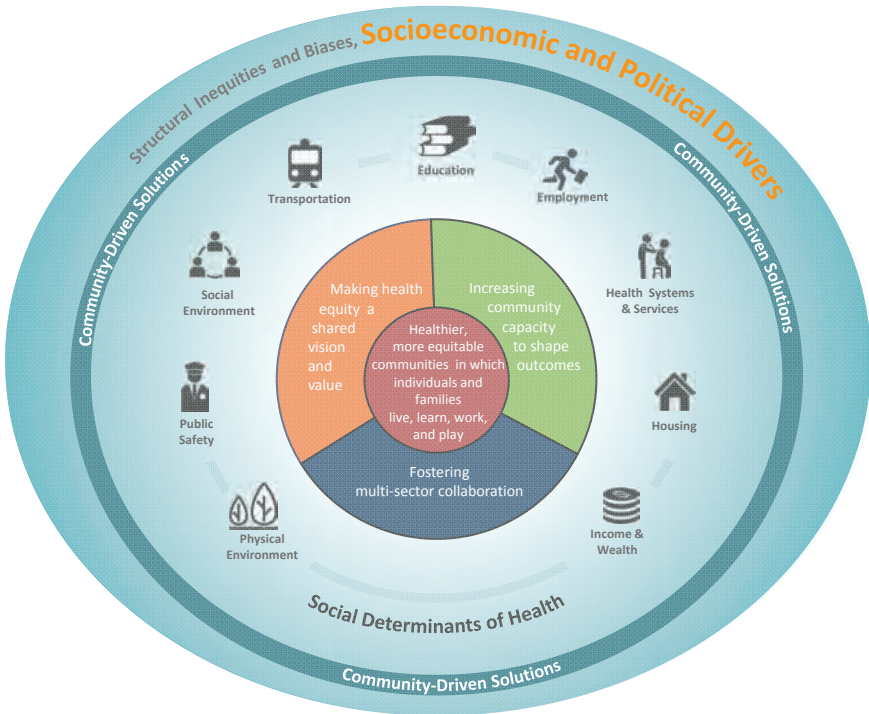 Structural Inequities and Biases, Socioeconomic and Political Drivers
Community-Driven Solutions
Community-Driven Solutions
Education
Transportation
Employment
Social
Environment
Health Systems
& Services
Public
Safety
Housing
Physical
Environment
Income &
Wealth
Making health
equity a
shared
vision
and
value
Increasing
community
capacity
to shape
outcomes
Healthier,
more equitable
communities in which
individuals and
families
live, learn, work,
and play
Fostering
multi-sector collaboration
Social Determinants of Health
Community-Driven Solutions